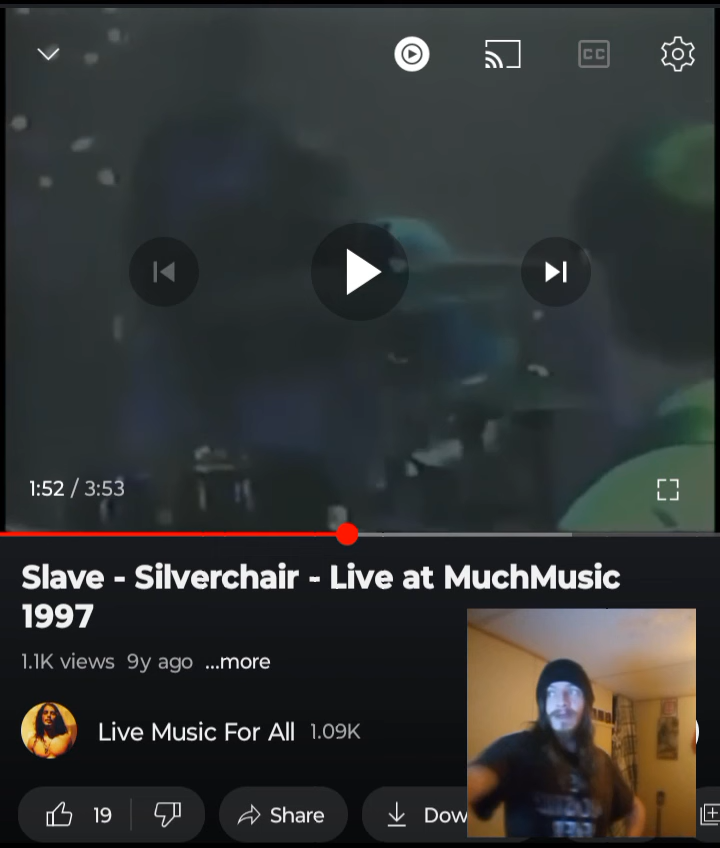 CC
1:52 / 3:53
Slave - Silverchair - Live at MuchMusic
1997
1.1K views 9y ago ...more
Live Music For All 1.09K
19 Share Dow